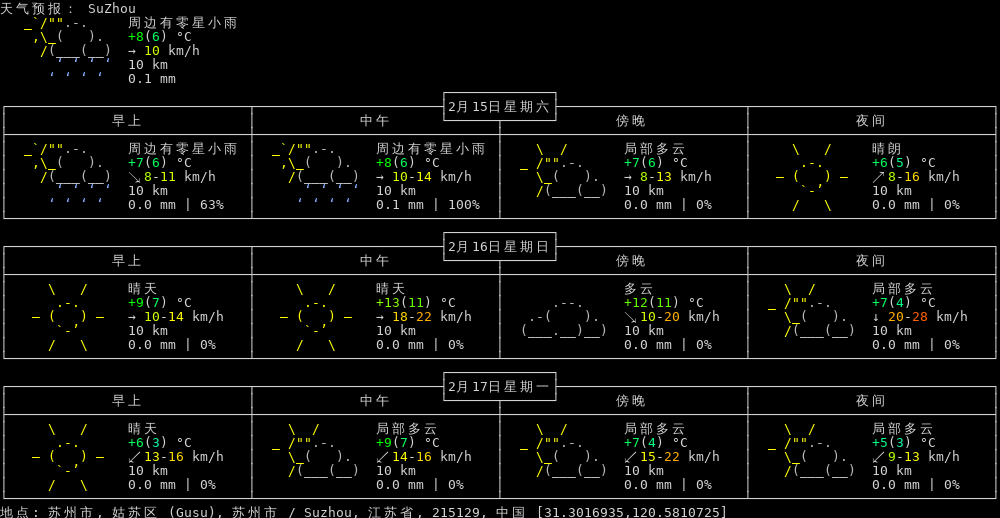 天气预报： SuZhou
周边有零星小雨
+8(6) °C
→ 10 km/h
10 km
0.1 mm
2月15日星期六
早上 中午 傍晚 夜间
周边有零星小雨 周边有零星小雨 局部多云 晴朗
+7(6) °C +8(6) °C +7(6) °C +6(5) °C
↘ 8-11 km/h → 10-14 km/h → 8-13 km/h ↗ 8-16 km/h
10 km 10 km 10 km 10 km
0.0 mm | 63% 0.1 mm | 100% 0.0 mm | 0% 0.0 mm | 0%
2月16日星期日
早上 中午 傍晚 夜间
晴天 晴天 多云 局部多云
+9(7) °C +13(11) °C +12(11) °C +7(4) °C
→ 10-14 km/h → 18-22 km/h ↘ 10-20 km/h ↓ 20-28 km/h
10 km 10 km 10 km 10 km
0.0 mm | 0% 0.0 mm | 0% 0.0 mm | 0% 0.0 mm | 0%
2月17日星期一
早上 中午 傍晚 夜间
晴天 局部多云 局部多云 局部多云
+6(3) °C +9(7) °C +7(4) °C +5(3) °C
↙ 13-16 km/h ↙ 14-16 km/h ↙ 15-22 km/h ↙ 9-13 km/h
10 km 10 km 10 km 10 km
0.0 mm | 0% 0.0 mm | 0% 0.0 mm | 0% 0.0 mm | 0%
地点: 苏州市, 姑苏区 (Gusu), 苏州市 / Suzhou, 江苏省, 215129, 中国 [31.3016935,120.5810725]